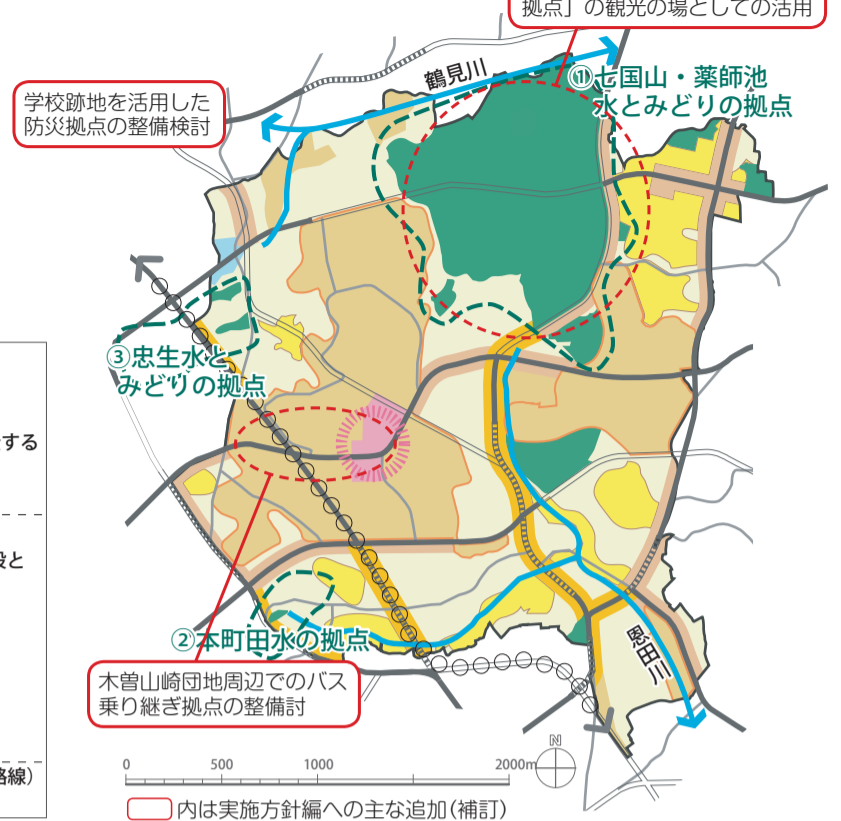 拠点」の観光の場としての活用
鶴見川
①七国山・薬師池
水とみどりの拠点
学校跡地を活用した
防災拠点の整備検討
③忠生水と
みどりの拠点
する
段と
②本町田水の拠点
恩田川
木曽山崎団地周辺でのバス
乗り継ぎ拠点の整備討
路線）
0 500 1000 2000m
N
内は実施方針編への主な追加(補訂)